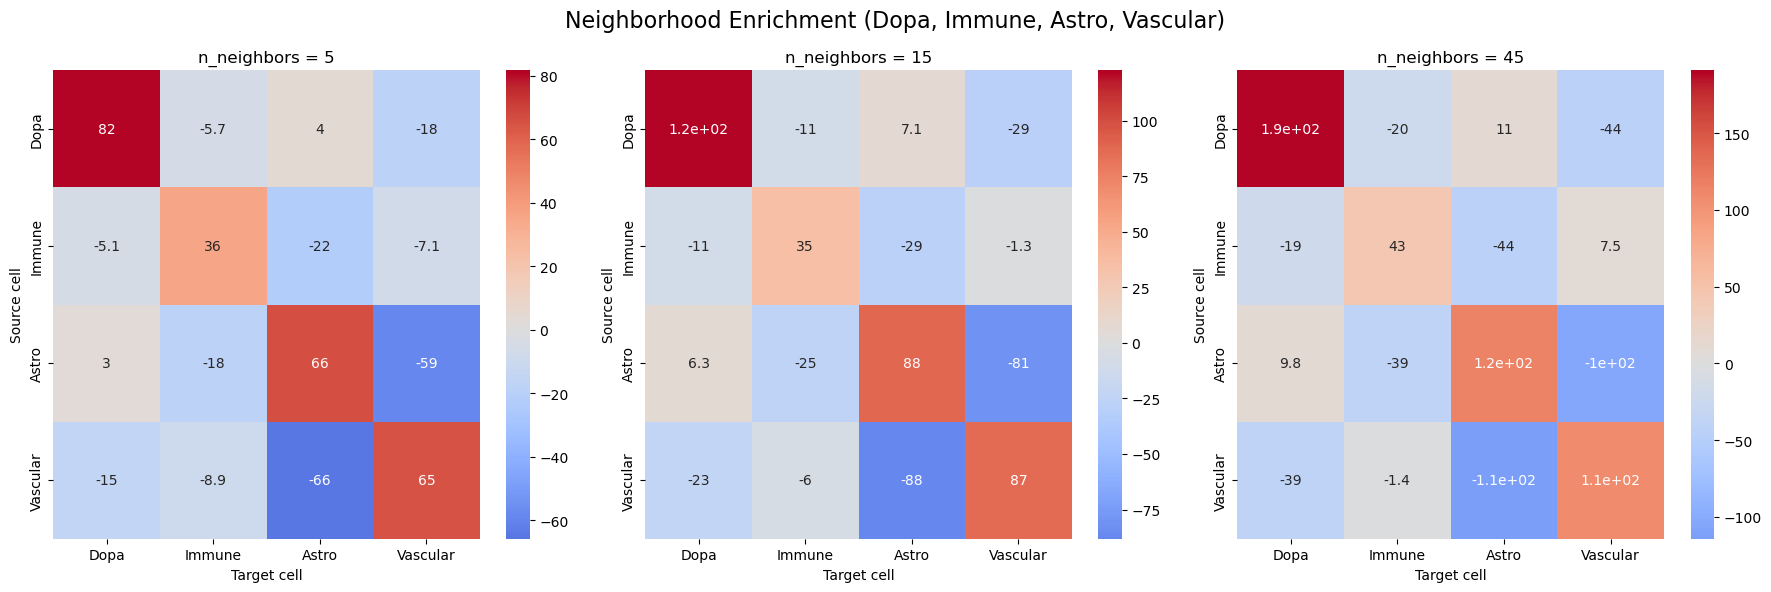 Neighborhood Enrichment (Dopa, Immune, Astro, Vascular)
n_neighbors = 5
Source cell
Dopa
Immune
Astro
Vascular
82 -5.7 4 -18
-5.1 36 -22 -7.1
3 -18 66 -59
-15 -8.9 -66 65
Dopa Immune Astro Vascular
Target cell
80
60
40
20
0
−20
−40
−60
n_neighbors = 15
Source cell
Dopa
Immune
Astro
Vascular
1.2e+02 -11 7.1 -29
-11 35 -29 -1.3
6.3 -25 88 -81
-23 -6 -88 87
Dopa Immune Astro Vascular
Target cell
100
75
50
25
0
−25
−50
−75
n_neighbors = 45
Source cell
Dopa
Immune
Astro
Vascular
1.9e+02 -20 11 -44
-19 43 -44 7.5
9.8 -39 1.2e+02 -1e+02
-39 -1.4 -1.1e+02 1.1e+02
Dopa Immune Astro Vascular
Target cell
150
100
50
0
−50
−100